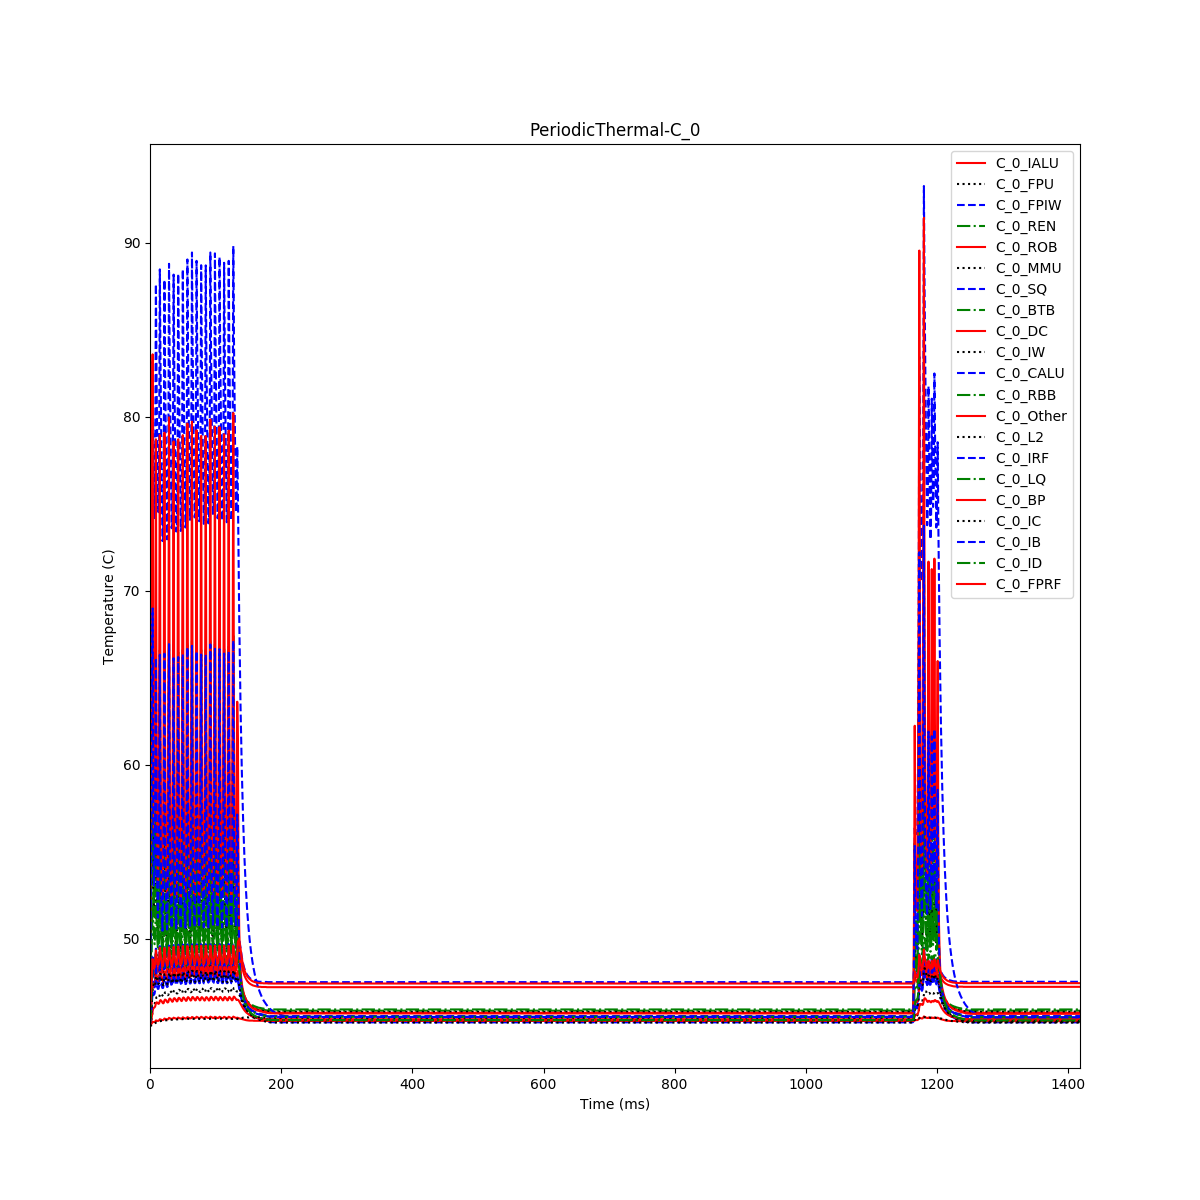 PeriodicThermal-C_0
C_0_IALU
C_0_FPU
C_0_FPIW
C_0_REN
C_0_ROB
C_0_MMU
C_0_SQ
C_0_BTB
C_0_DC
C_0_IW
C_0_CALU
C_0_RBB
C_0_Other
C_0_L2
C_0_IRF
C_0_LQ
C_0_BP
C_0_IC
C_0_IB
C_0_ID
C_0_FPRF
90
80
70
60
50
Temperature (C)
0 200 400 600 800 1000 1200 1400
Time (ms)